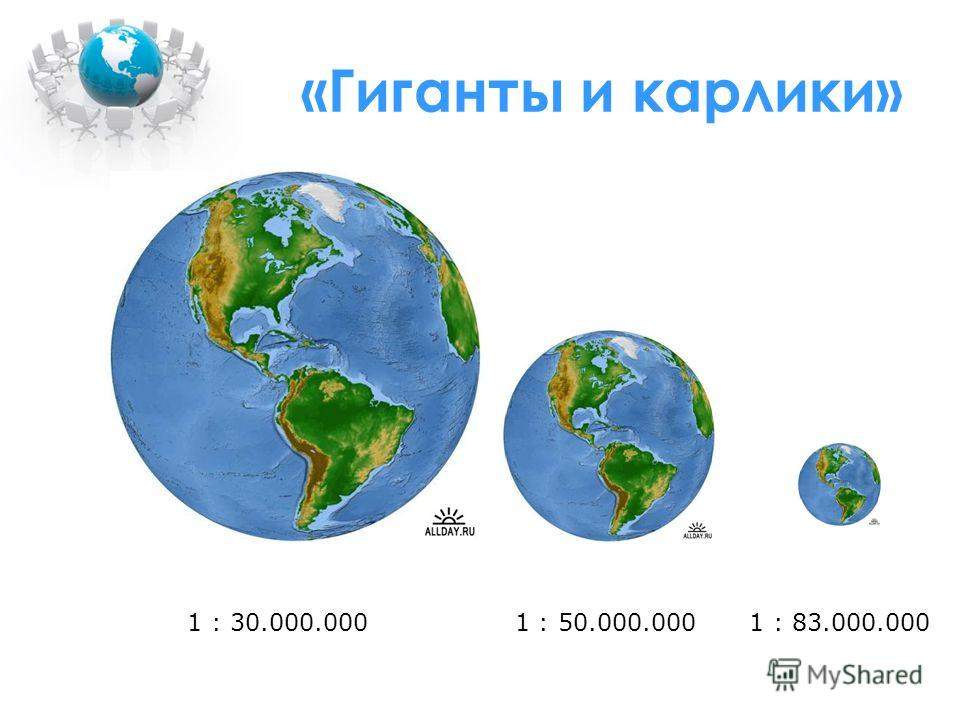 «Гиганты и карлики»
ALLDAY.RU
ALLDAY.RU
1 : 30.000.000
1 : 50.000.000
1 : 83.000.000
MyShared